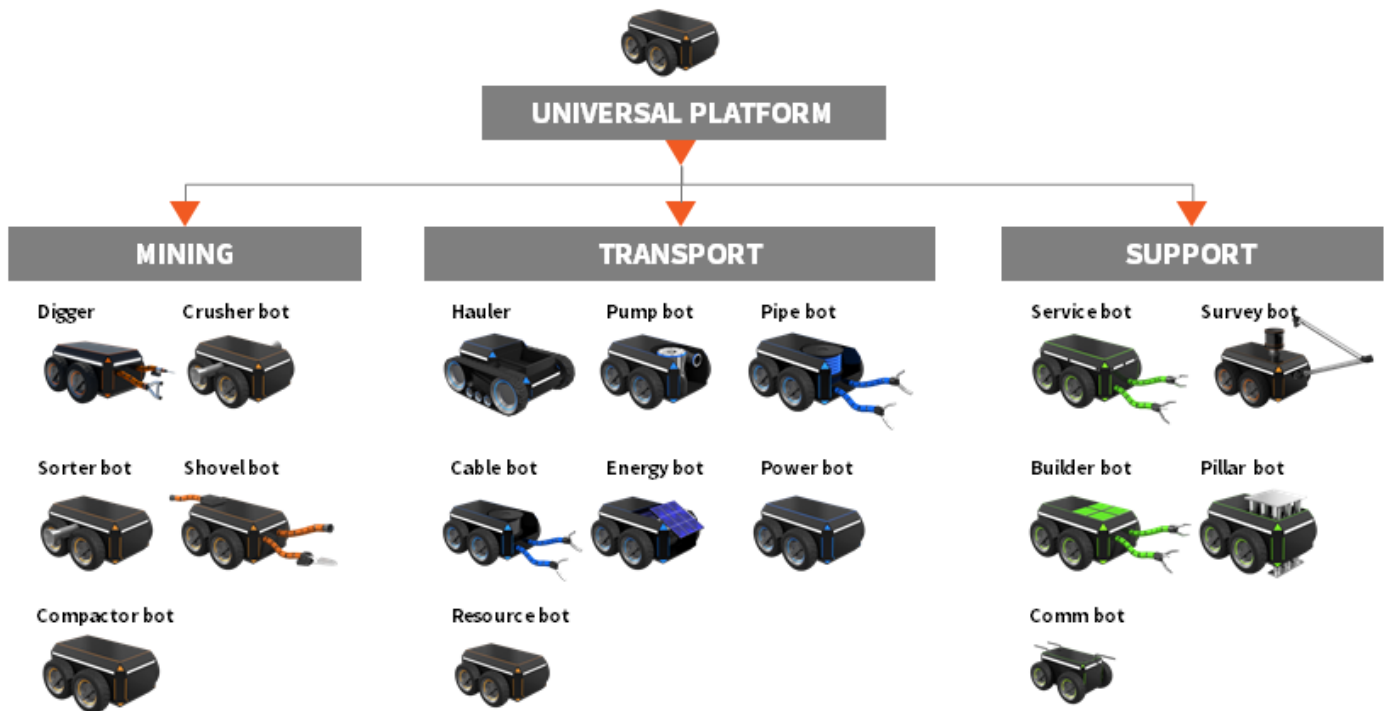 UNIVERSAL PLATFORM
MINING
TRANSPORT
SUPPORT
Digger
Crusher bot
Hauler
Pump bot
Pipe bot
Service bot
Survey bot
Sorter bot
Shovel bot
Cable bot
Energy bot
Power bot
Builder bot
Pillar bot
Compactor bot
Resource bot
Comm bot